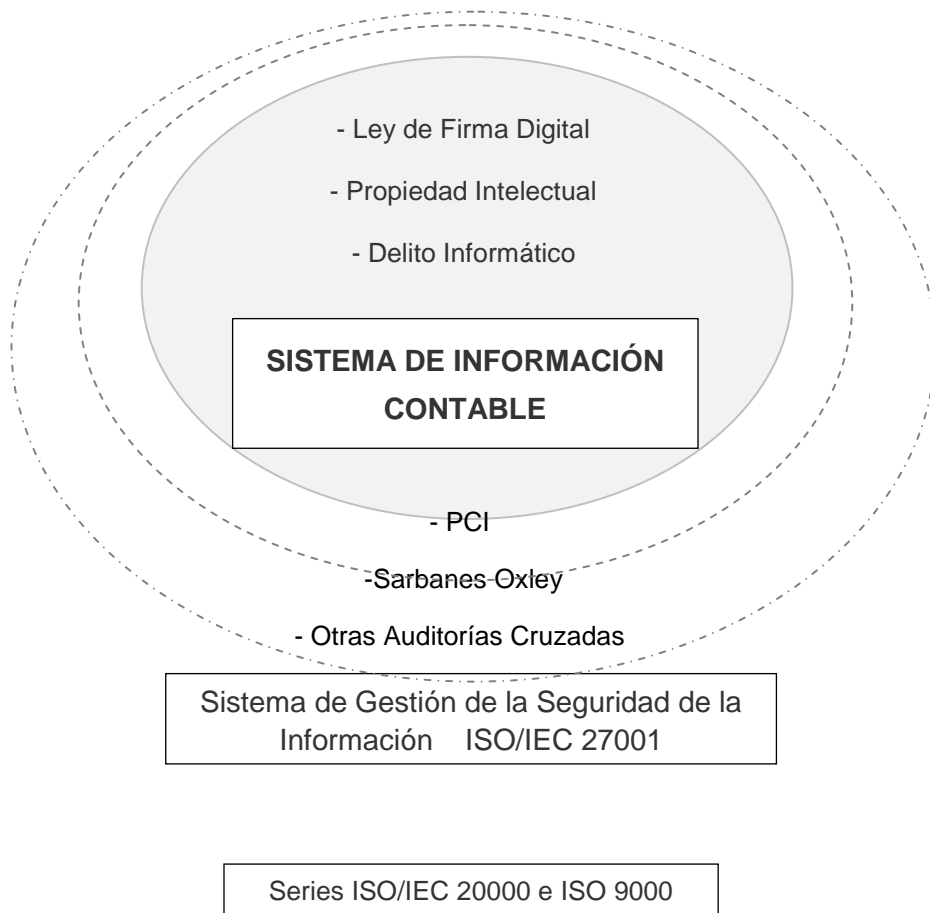 - Ley de Firma Digital
- Propiedad Intelectual
- Delito Informático
SISTEMA DE INFORMACIÓN
CONTABLE
- PCI
-Sarbanes Oxley
- Otras Auditorías Cruzadas
Sistema de Gestión de la Seguridad de la
Información ISO/IEC 27001
Series ISO/IEC 20000 e ISO 9000